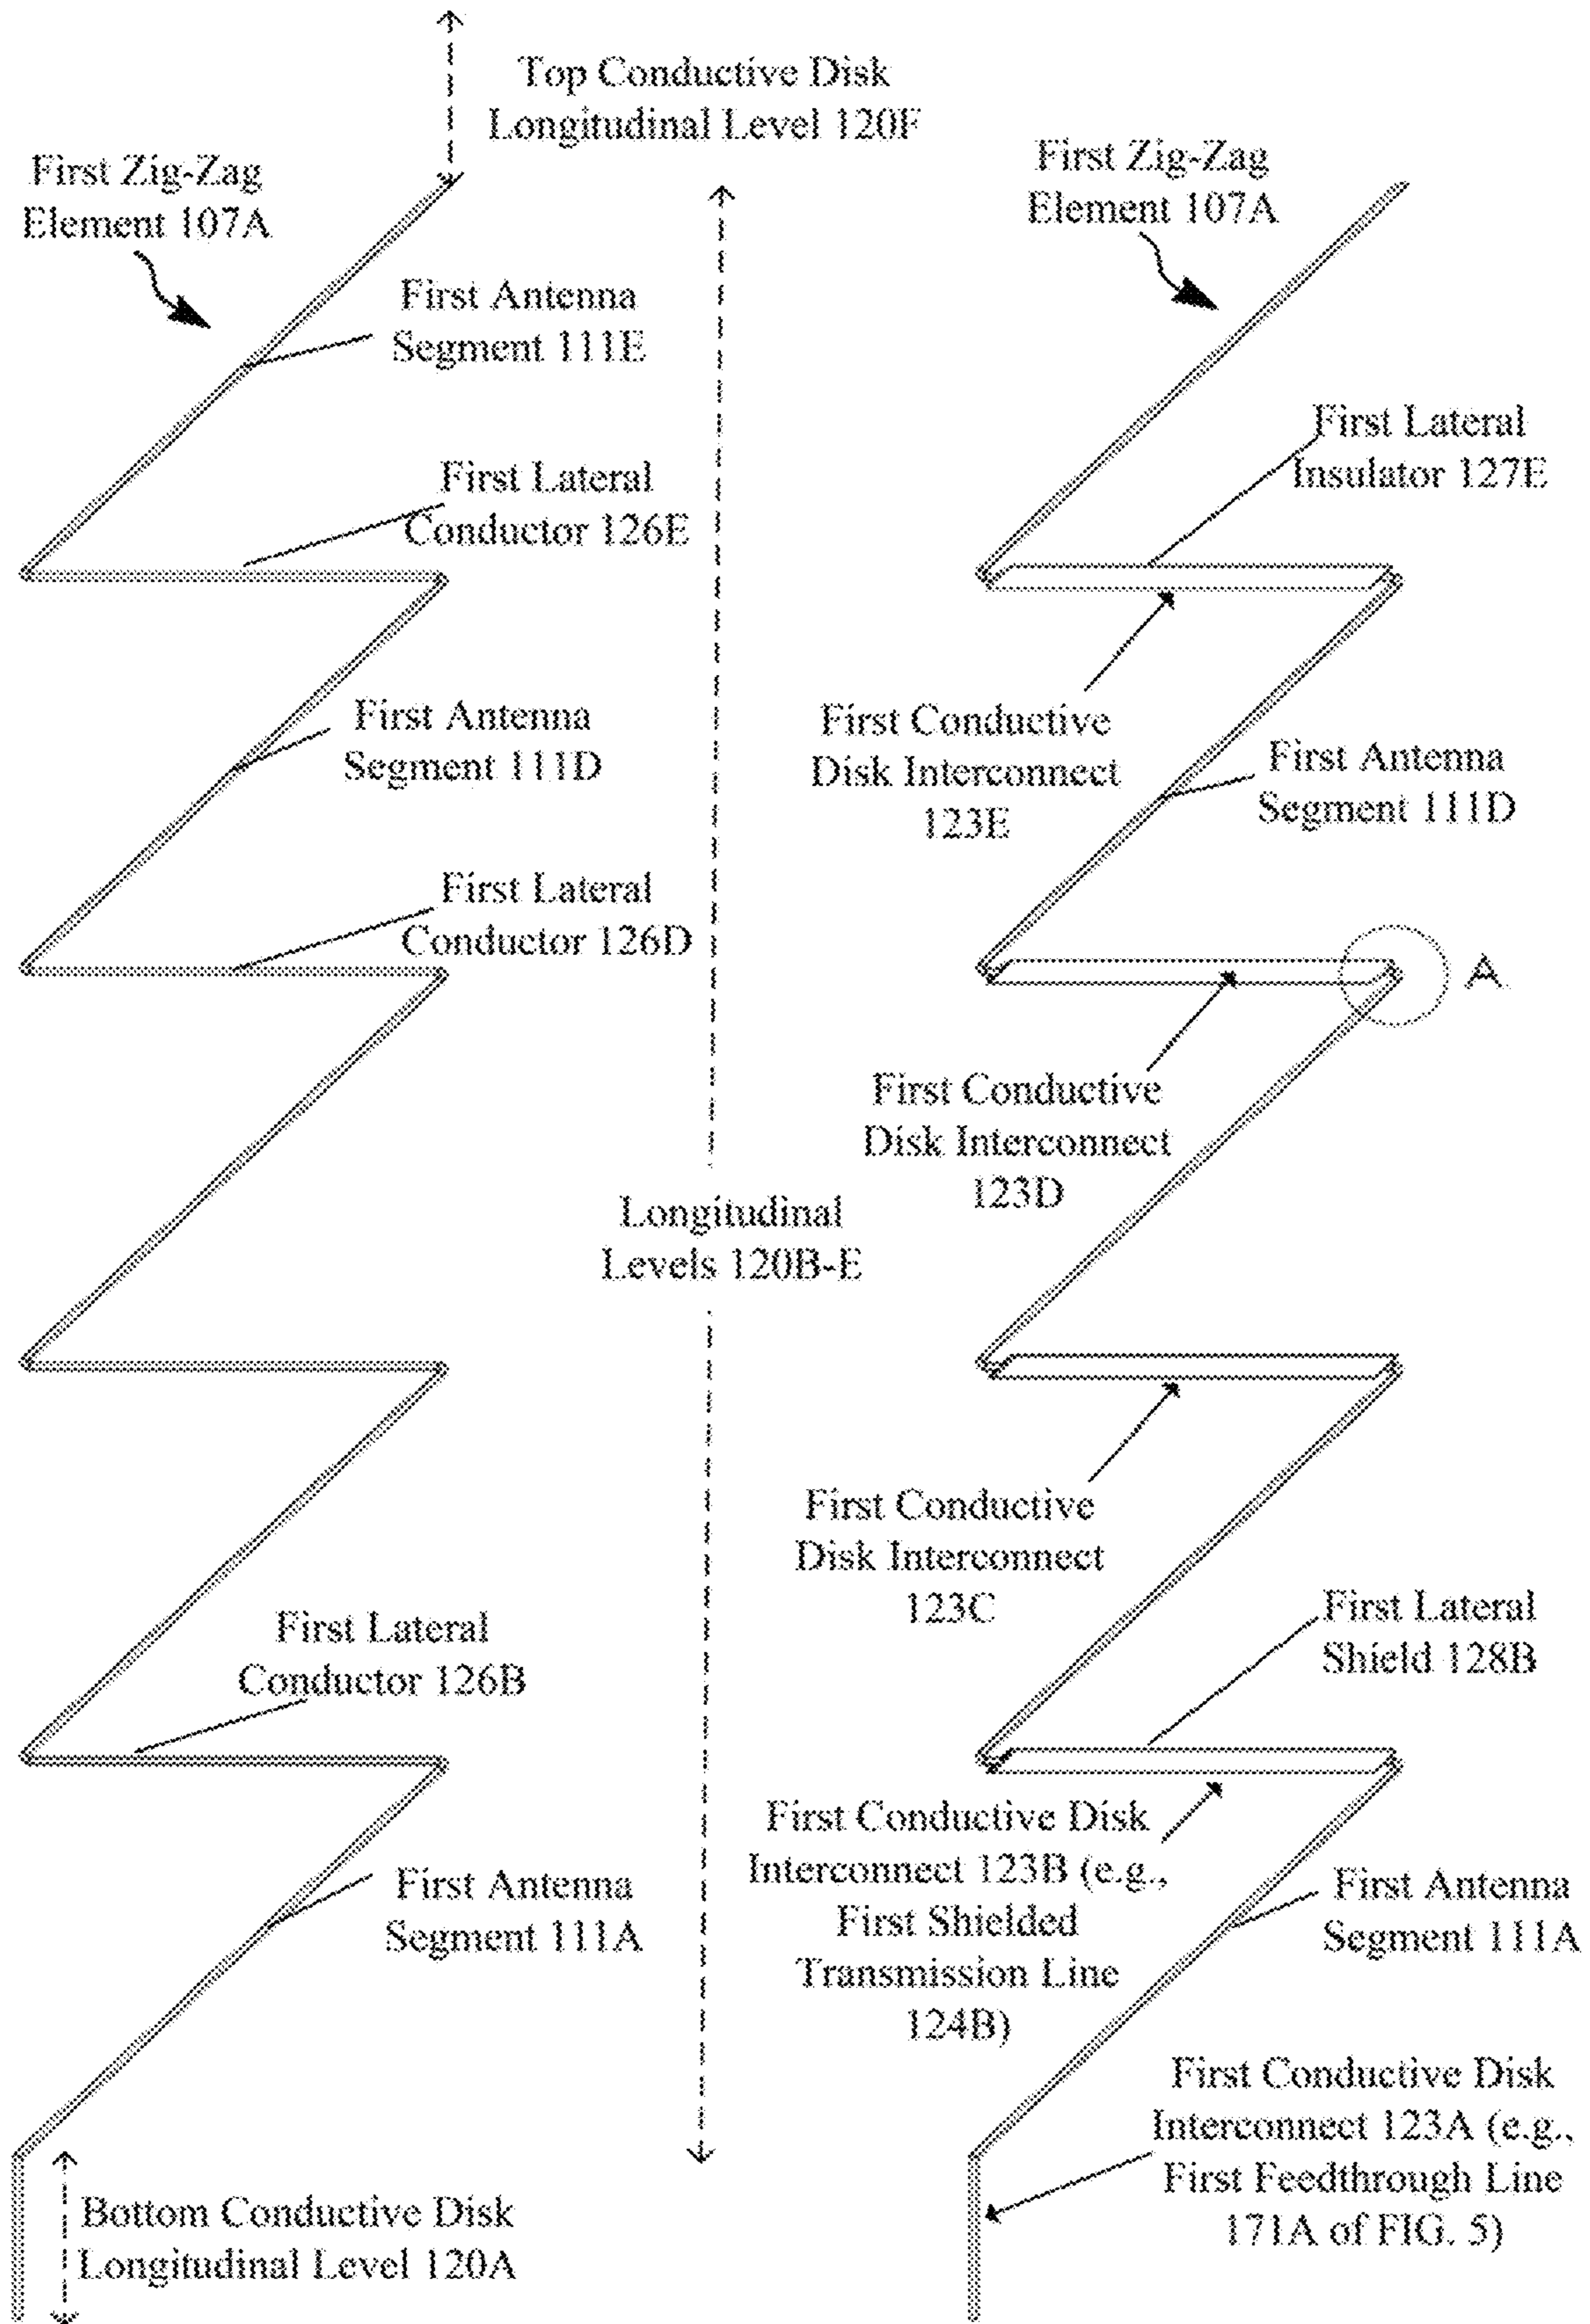 Top Conductive Disk
Longitudinal Level 120F
First Zig-Zag
Element 107A
First Antenna
Segment 111E
First Lateral
Conductor 126E
First Antenna
Segment 111D
First Lateral
Conductor 126D
First Lateral
Conductor 126B
First Antenna
Segment 111A
Bottom Conductive Disk
Longitudinal Level 120A
Longitudinal
Levels 120B-E
First Zig-Zag
Element 107A
First Lateral
Insulator 127E
First Conductive
Disk Interconnect
123E
First Antenna
Segment 111D
A
First Conductive
Disk Interconnect
123D
First Conductive
Disk Interconnect
123C
First Lateral
Shield 128B
First Conductive Disk
Interconnect 123B (e.g.,
First Shielded
Transmission Line
124B)
First Antenna
Segment 111A
First Conductive Disk
Interconnect 123A (e.g.,
First Feedthrough Line
171A of FIG. 5)